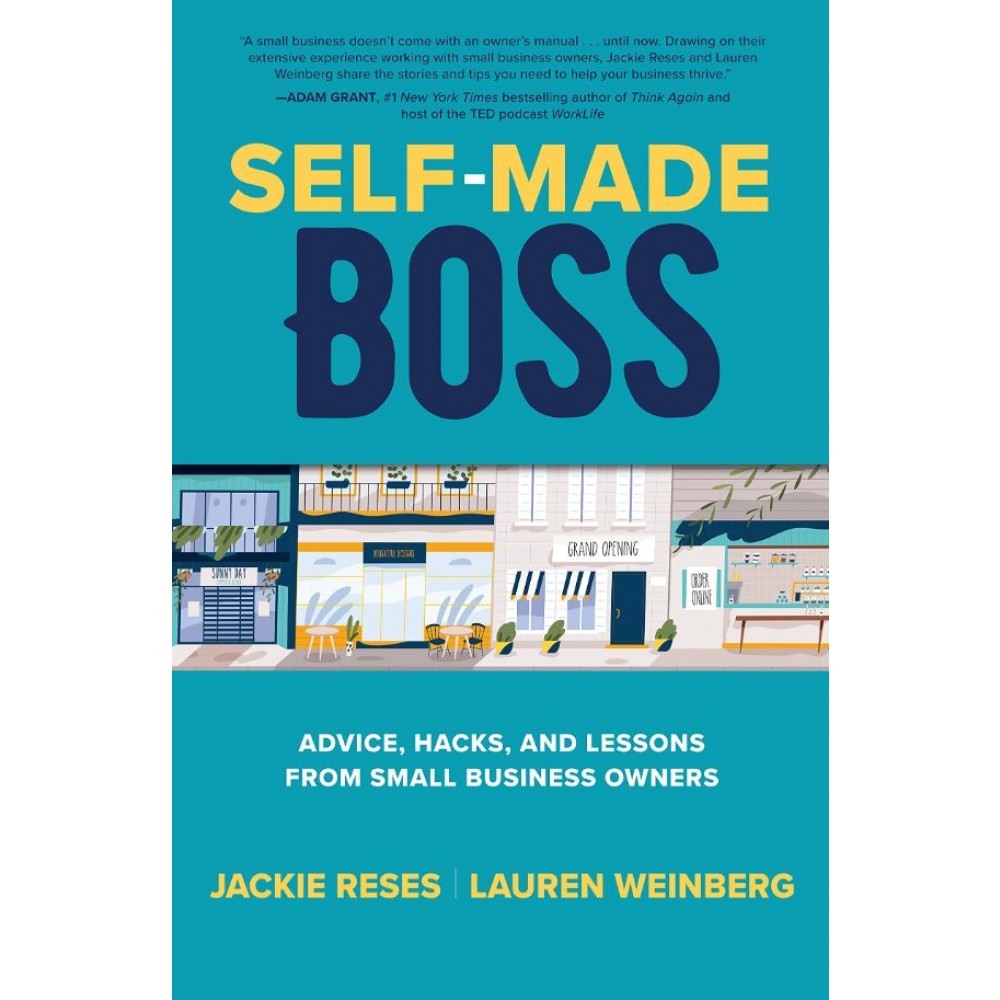 “A small business doesn’t come with an owner’s manual . . . until now. Drawing on their
extensive experience working with small business owners, Jackie Reses and Lauren
Weinberg share the stories and tips you need to help your business thrive.”
—ADAM GRANT, #1 New York Times bestselling author of Think Again and
host of the TED podcast WorkLife
SELF-MADE
BOSS
SUNNY DAY
DELIGHTFUL DESIGNS
GRAND OPENING
ORDER
ONLINE
ADVICE, HACKS, AND LESSONS
FROM SMALL BUSINESS OWNERS
JACKIE RESES | LAUREN WEINBERG